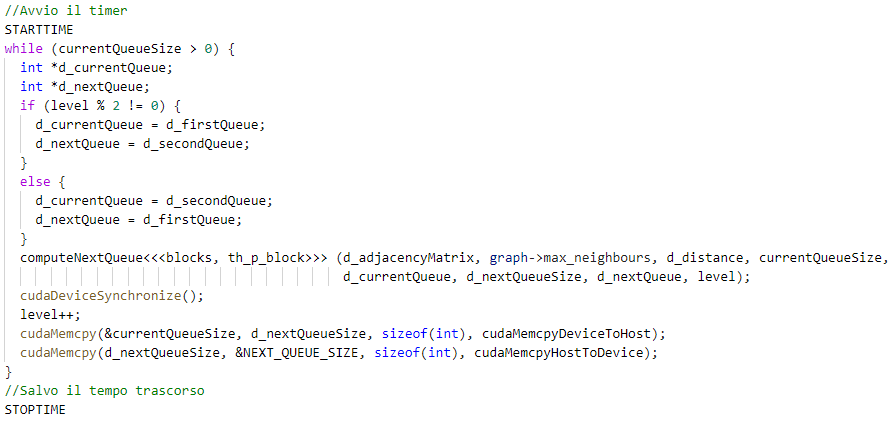 //Avvio il timer
STARTTIME
while (currentQueueSize > 0) {
  int *d_currentQueue;
  int *d_nextQueue;
  if (level % 2 != 0) {
    d_currentQueue = d_firstQueue;
    d_nextQueue = d_secondQueue;
  }
  else {
    d_currentQueue = d_secondQueue;
    d_nextQueue = d_firstQueue;
  }
  computeNextQueue<<<blocks, th_p_block>>> (d_adjacencyMatrix, graph->max_neighbours, d_distance, currentQueueSize,
                                           d_currentQueue, d_nextQueueSize, d_nextQueue, level);
  cudaDeviceSynchronize();
  level++;
  cudaMemcpy(&currentQueueSize, d_nextQueueSize, sizeof(int), cudaMemcpyDeviceToHost);
  cudaMemcpy(d_nextQueueSize, &NEXT_QUEUE_SIZE, sizeof(int), cudaMemcpyHostToDevice);
}
//Salvo il tempo trascorso
STOPTIME